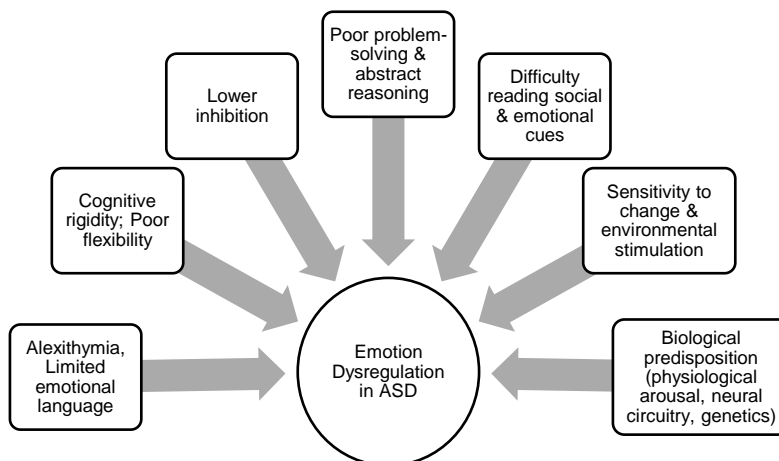 Poor problem-
solving &
abstract
reasoning
Lower
inhibition
Difficulty
reading social
& emotional
cues
Cognitive
rigidity; Poor
flexibility
Sensitivity to
change &
environmental
stimulation
Alexithymia,
Limited
emotional
language
Emotion
Dysregulation
in ASD
Biological
predisposition
(physiological
arousal, neural
circuitry, genetics)